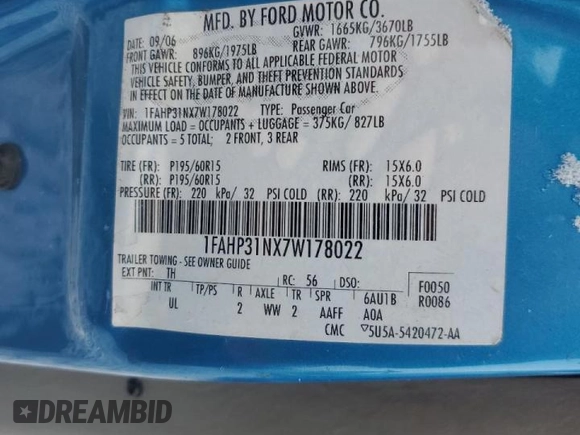 MFD. BY FORD MOTOR CO.
DATE: 09/06 GVWR: 1665KG/3670LB
FRONT GAWR: 896KG/1975LB REAR GAWR: 796KG/1755LB
THIS VEHICLE CONFORMS TO ALL APPLICABLE FEDERAL MOTOR
VEHICLE SAFETY, BUMPER, AND THEFT PREVENTION STANDARDS
IN EFFECT ON THE DATE OF MANUFACTURE SHOWN ABOVE.
VIN: 1FAHP31NX7W178022 TYPE: Passenger Car
MAXIMUM LOAD = OCCUPANTS + LUGGAGE = 375KG/ 827LB
OCCUPANTS = 5 TOTAL; 2 FRONT, 3 REAR
TIRE (FR): P195/60R15 RIMS (FR): 15X6.0
(RR): P195/60R15 (RR): 15X6.0
PRESSURE (FR): 220 kPa/ 32 PSI COLD (RR): 220 kPa/ 32 PSI COLD
1FAHP31NX7W178022
TRAILER TOWING - SEE OWNER GUIDE
EXT PNT: TH RC: 56 DSO: F0050
INT TR TP/PS R AXLE TR SPR 6AU1B R0086
UL 2 WW 2 AAFF A0A
CMC 5U5A-5420472-AA
DREAMBID